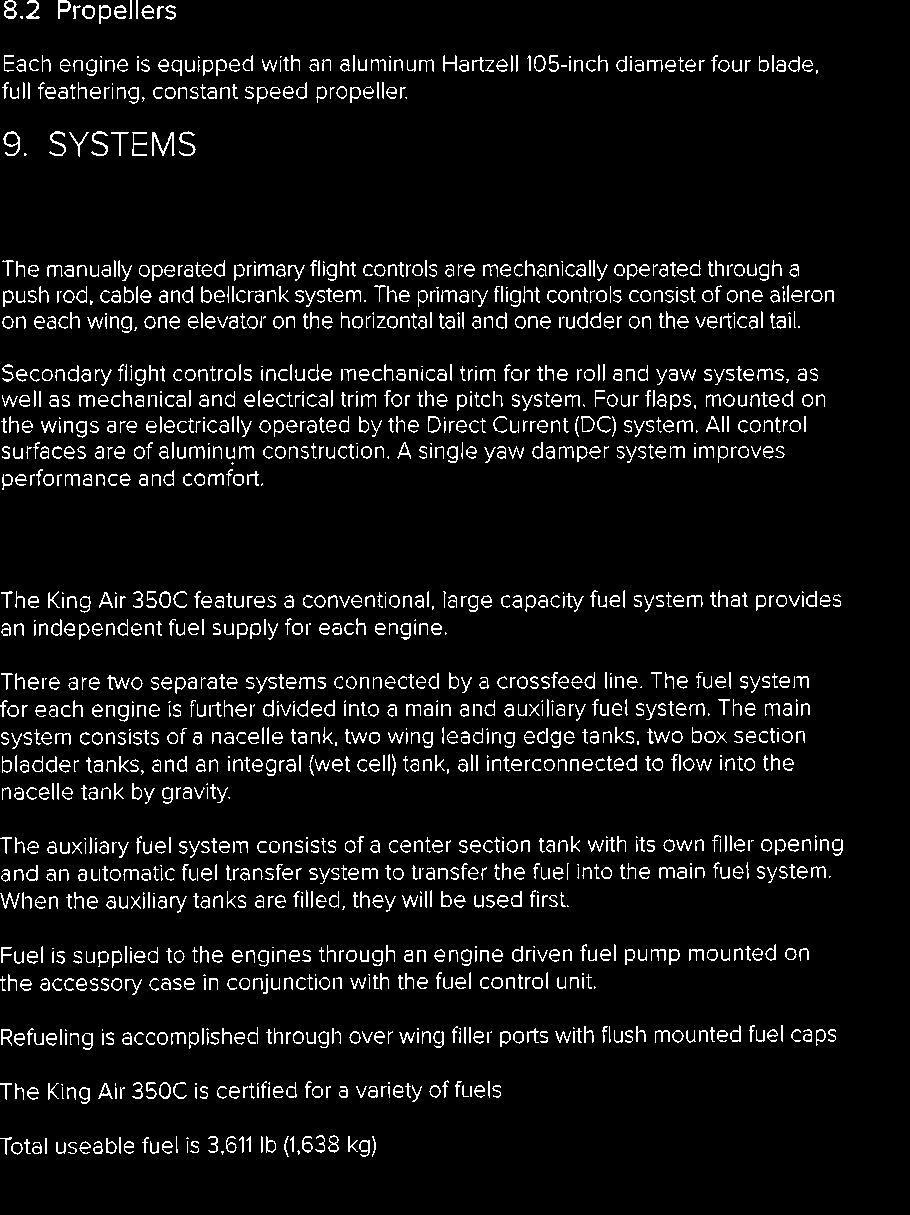 8.2 Propellers
Each engine is equipped with an aluminum Hartzell 105-inch diameter four blade,
full feathering, constant speed propeller.
9. SYSTEMS
The manually operated primary flight controls are mechanically operated through a
push rod, cable and bellcrank system. The primary flight controls consist of one aileron
on each wing, one elevator on the horizontal tail and one rudder on the vertical tail.
Secondary flight controls include mechanical trim for the roll and yaw systems, as
well as mechanical and electrical trim for the pitch system. Four flaps, mounted on
the wings are electrically operated by the Direct Current (DC) system. All control
surfaces are of aluminum construction. A single yaw damper system improves
performance and comfort.
The King Air 350C features a conventional, large capacity fuel system that provides
an independent fuel supply for each engine.
There are two separate systems connected by a crossfeed line. The fuel system
for each engine is further divided into a main and auxiliary fuel system. The main
system consists of a nacelle tank, two wing leading edge tanks, two box section
bladder tanks, and an integral (wet cell) tank, all interconnected to flow into the
nacelle tank by gravity.
The auxiliary fuel system consists of a center section tank with its own filler opening
and an automatic fuel transfer system to transfer the fuel into the main fuel system.
When the auxiliary tanks are filled, they will be used first.
Fuel is supplied to the engines through an engine driven fuel pump mounted on
the accessory case in conjunction with the fuel control unit.
Refueling is accomplished through over wing filler ports with flush mounted fuel caps
The King Air 350C is certified for a variety of fuels
Total useable fuel is 3,611 lb (1,638 kg)